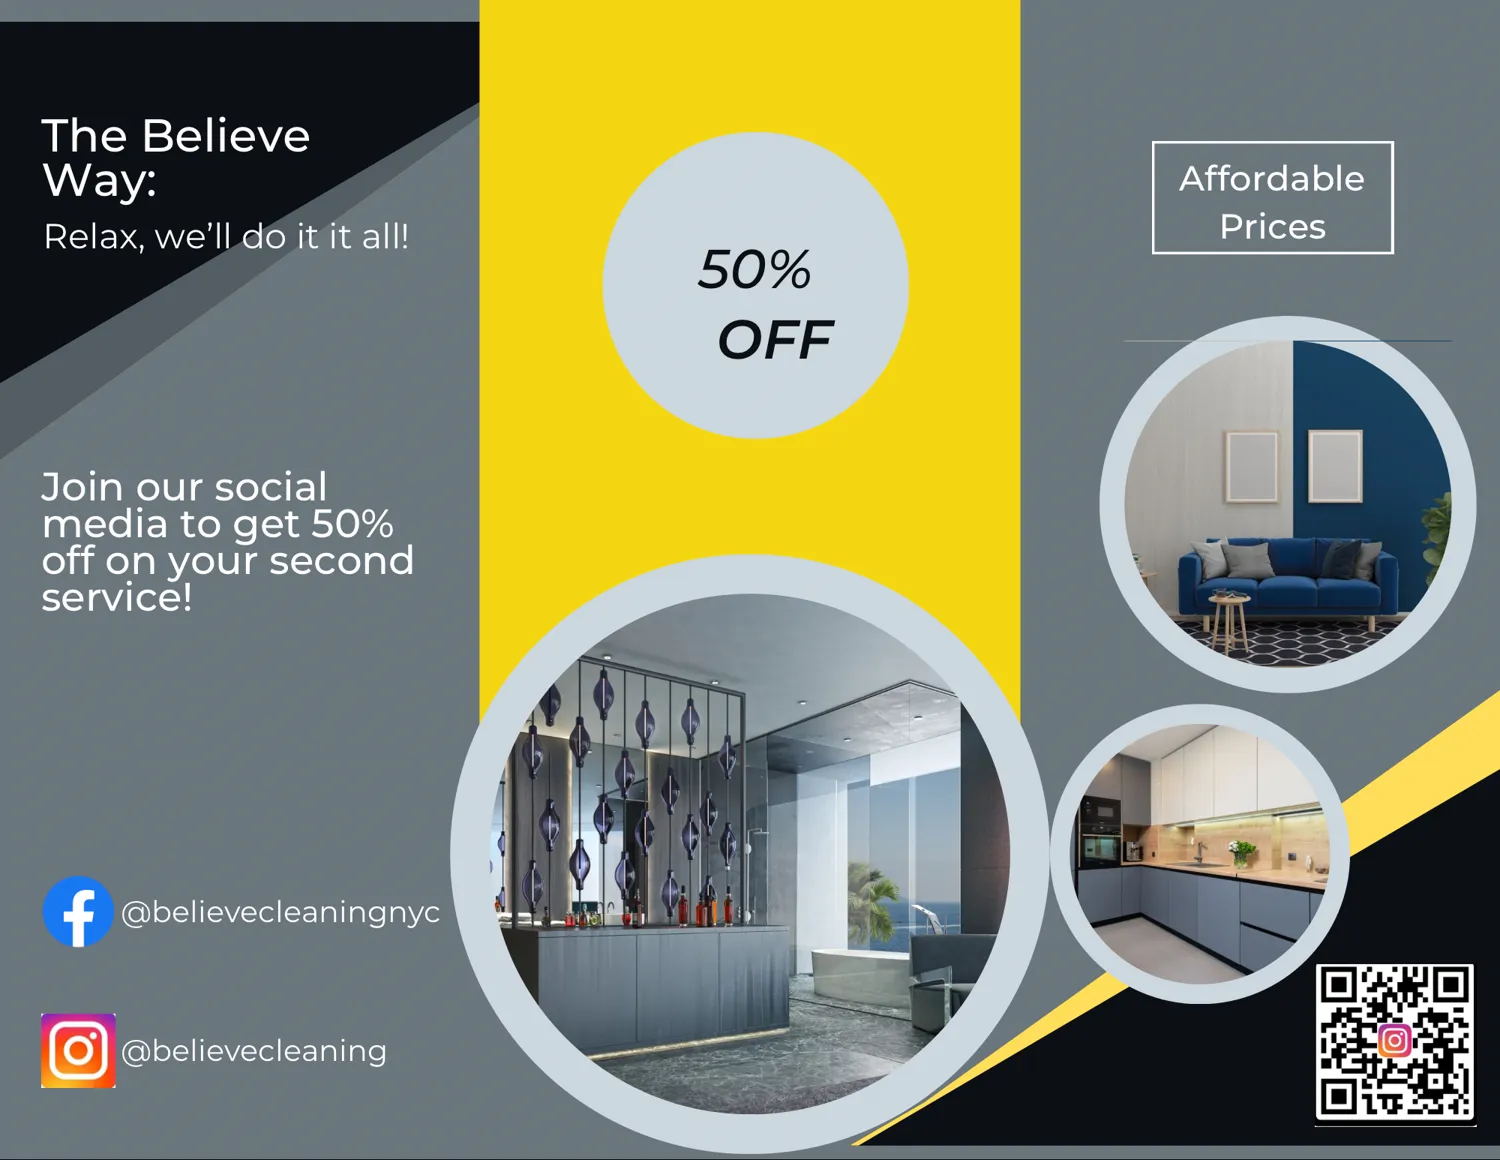 The Believe
Way:
Relax, we’ll do it it all!
Join our social
media to get 50%
off on your second
service!
@believecleaningnyc
@believecleaning
50%
OFF
Affordable
Prices